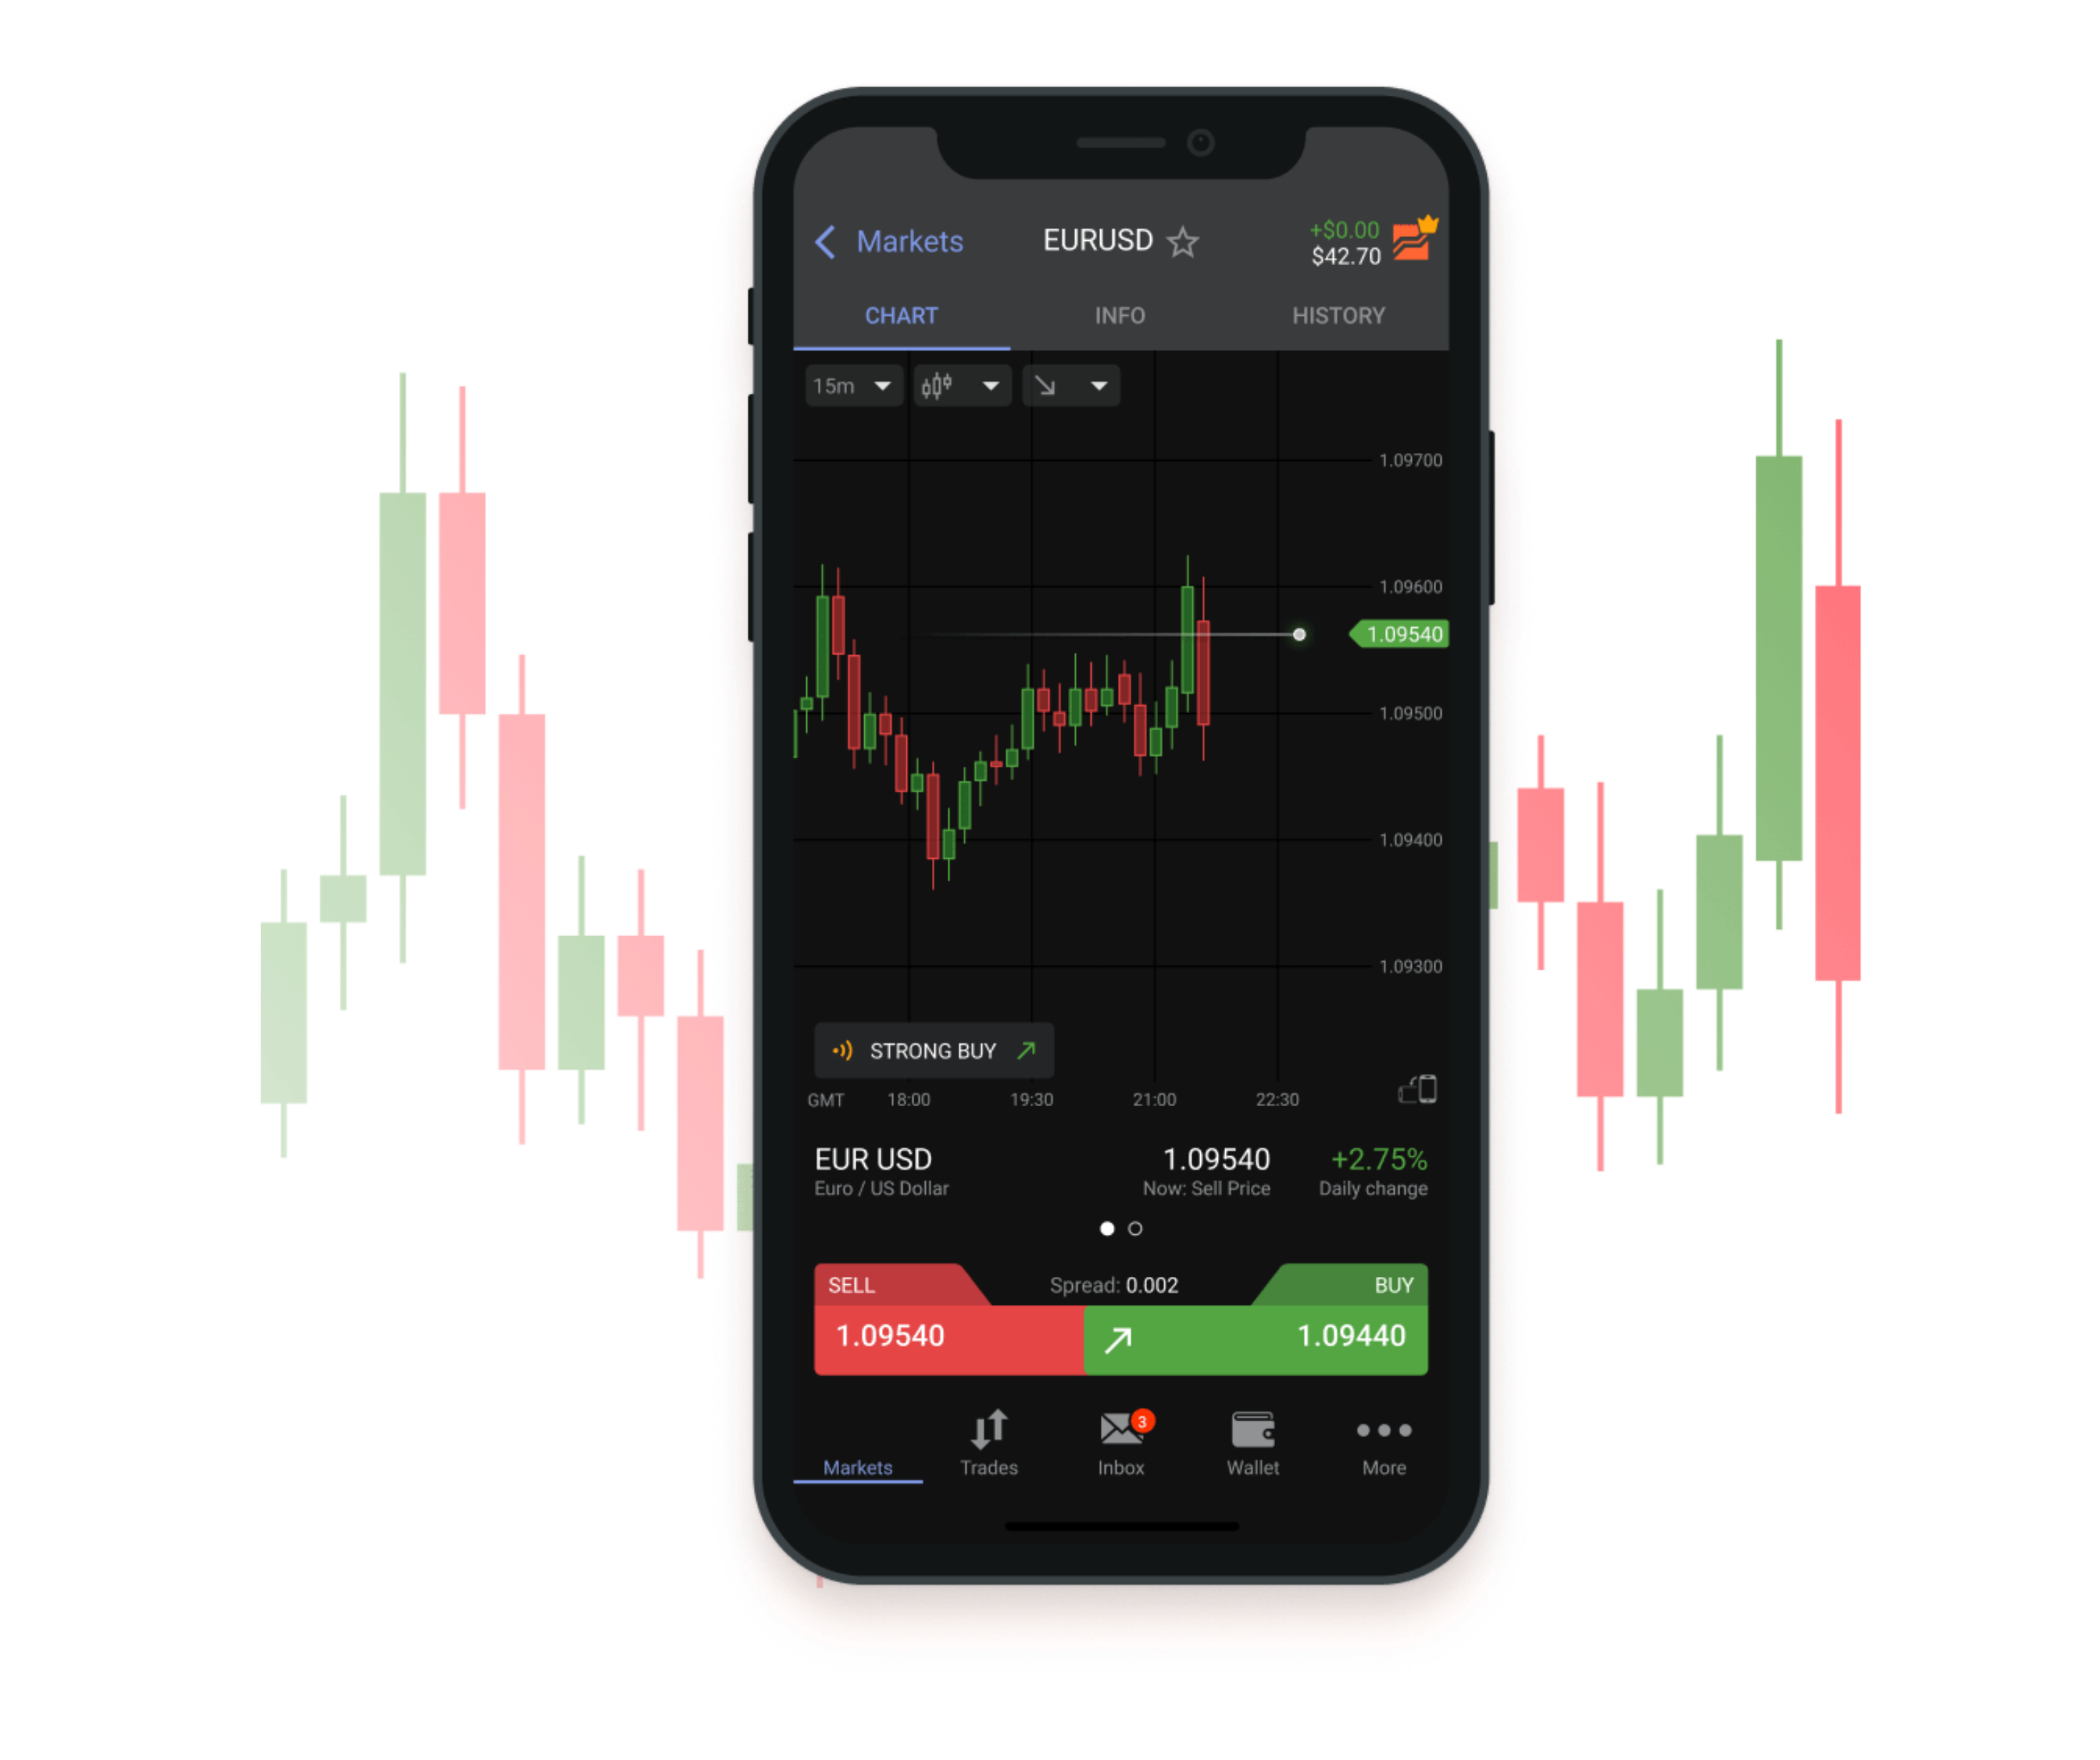 Markets EURUSD +$0.00
$42.70
CHART INFO HISTORY
15m
1.09700
1.09600
1.09540
1.09500
1.09400
1.09300
STRONG BUY
GMT 18:00 19:30 21:00 22:30
EUR USD 1.09540 +2.75%
Euro / US Dollar Now: Sell Price Daily change
SELL Spread: 0.002 BUY
1.09540 1.09440
3
Markets Trades Inbox Wallet More